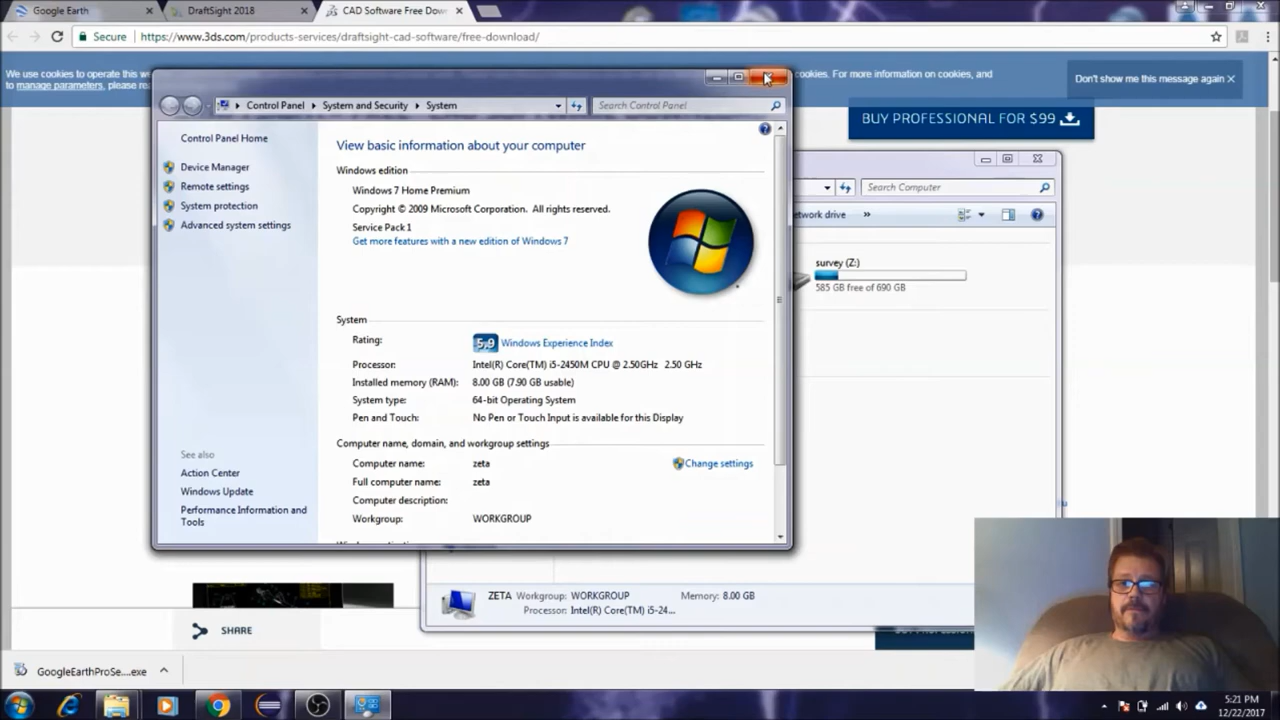 Google Earth
DraftSight 2018
CAD Software Free Dow
Secure
https://www.3ds.com/products-services/draftsight-cad-software/free-download/
We use cookies to operate this we
cookies. For more information on cookies, and
manage parameters, please re
Don't show me this message again
BUY PROFESSIONAL FOR $99
Control Panel
System and Security
System
Search Control Panel
Control Panel Home
Device Manager
Remote settings
System protection
Advanced system settings
See also
Action Center
Windows Update
Performance Information and
Tools
View basic information about your computer
Windows edition
Windows 7 Home Premium
Copyright © 2009 Microsoft Corporation. All rights reserved.
Service Pack 1
Get more features with a new edition of Windows 7
System
Rating:
5.9 Windows Experience Index
Processor:
Intel(R) Core(TM) i5-2450M CPU @ 2.50GHz 2.50 GHz
Installed memory (RAM):
8.00 GB (7.90 GB usable)
System type:
64-bit Operating System
Pen and Touch:
No Pen or Touch Input is available for this Display
Computer name, domain, and workgroup settings
Computer name:
zeta
Change settings
Full computer name:
zeta
Computer description:
Workgroup:
WORKGROUP
Search Computer
etwork drive
survey (Z:)
585 GB free of 690 GB
ZETA Workgroup: WORKGROUP
Memory: 8.00 GB
Processor: Intel(R) Core(TM) i5-24...
SHARE
GoogleEarthProSe....exe
5:21 PM
12/22/2017